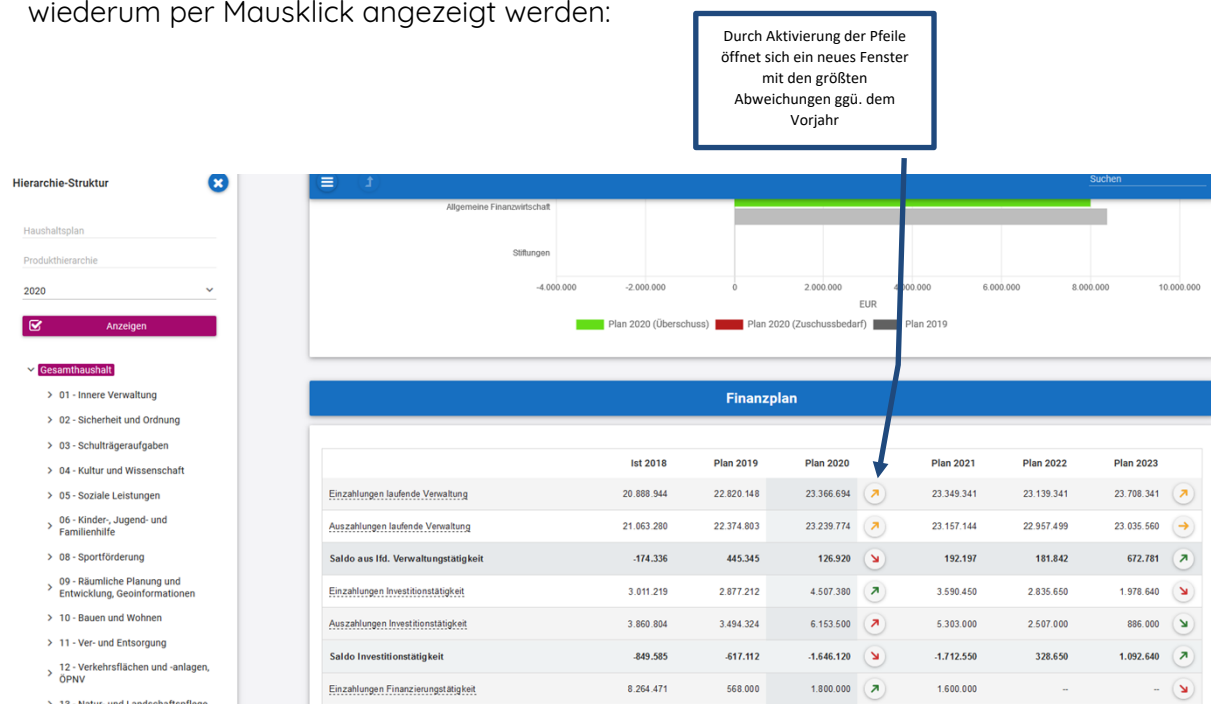 wiederum per Mausklick angezeigt werden:
Durch Aktivierung der Pfeile
öffnet sich ein neues Fenster
mit den größten
Abweichungen ggü. dem
Vorjahr
Hierarchie-Struktur
Haushaltsplan
Produkthierarchie
2020
Anzeigen
Gesamthaushalt
01 - Innere Verwaltung
02 - Sicherheit und Ordnung
03 - Schulträgeraufgaben
04 - Kultur und Wissenschaft
05 - Soziale Leistungen
06 - Kinder-, Jugend- und
Familienhilfe
08 - Sportförderung
09 - Räumliche Planung und
Entwicklung, Geoinformationen
10 - Bauen und Wohnen
11 - Ver- und Entsorgung
12 - Verkehrsflächen und -anlagen,
ÖPNV
13 - Natur- und Landschaftspflege
Suchen
Allgemeine Finanzwirtschaft
Stiftungen
-4.000.000 -2.000.000 0 2.000.000 4.000.000 6.000.000 8.000.000 10.000.000
EUR
Plan 2020 (Überschuss) Plan 2020 (Zuschussbedarf) Plan 2019
Finanzplan
Ist 2018 Plan 2019 Plan 2020 Plan 2021 Plan 2022 Plan 2023
Einzahlungen laufende Verwaltung 20.888.944 22.820.148 23.366.694 23.349.341 23.139.341 23.708.341
Auszahlungen laufende Verwaltung 21.063.280 22.374.803 23.239.774 23.157.144 22.957.499 23.035.560
Saldo aus lfd. Verwaltungstätigkeit -174.336 445.345 126.920 192.197 181.842 672.781
Einzahlungen Investitionstätigkeit 3.011.219 2.877.212 4.507.380 3.590.450 2.835.650 1.978.640
Auszahlungen Investitionstätigkeit 3.860.804 3.494.324 6.153.500 5.303.000 2.507.000 886.000
Saldo Investitionstätigkeit -849.585 -617.112 -1.646.120 -1.712.550 328.650 1.092.640
Einzahlungen Finanzierungstätigkeit 8.264.471 568.000 1.800.000 1.600.000 -- --